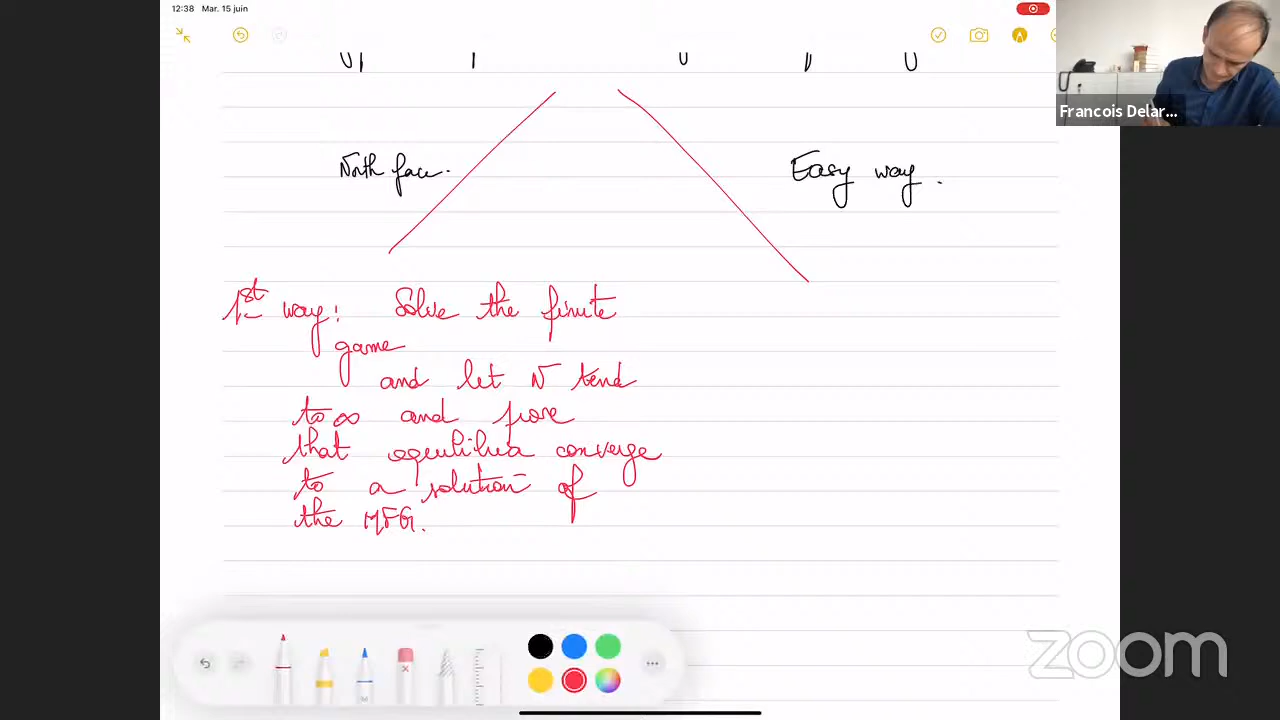 12:38 Mar. 15 juin
Francois Delar...
North face.
Easy way.
1st way: Solve the finite
game
and let N tend
to ∞ and prove
that equilibria converge
to a solution of
the MFG.
zoom